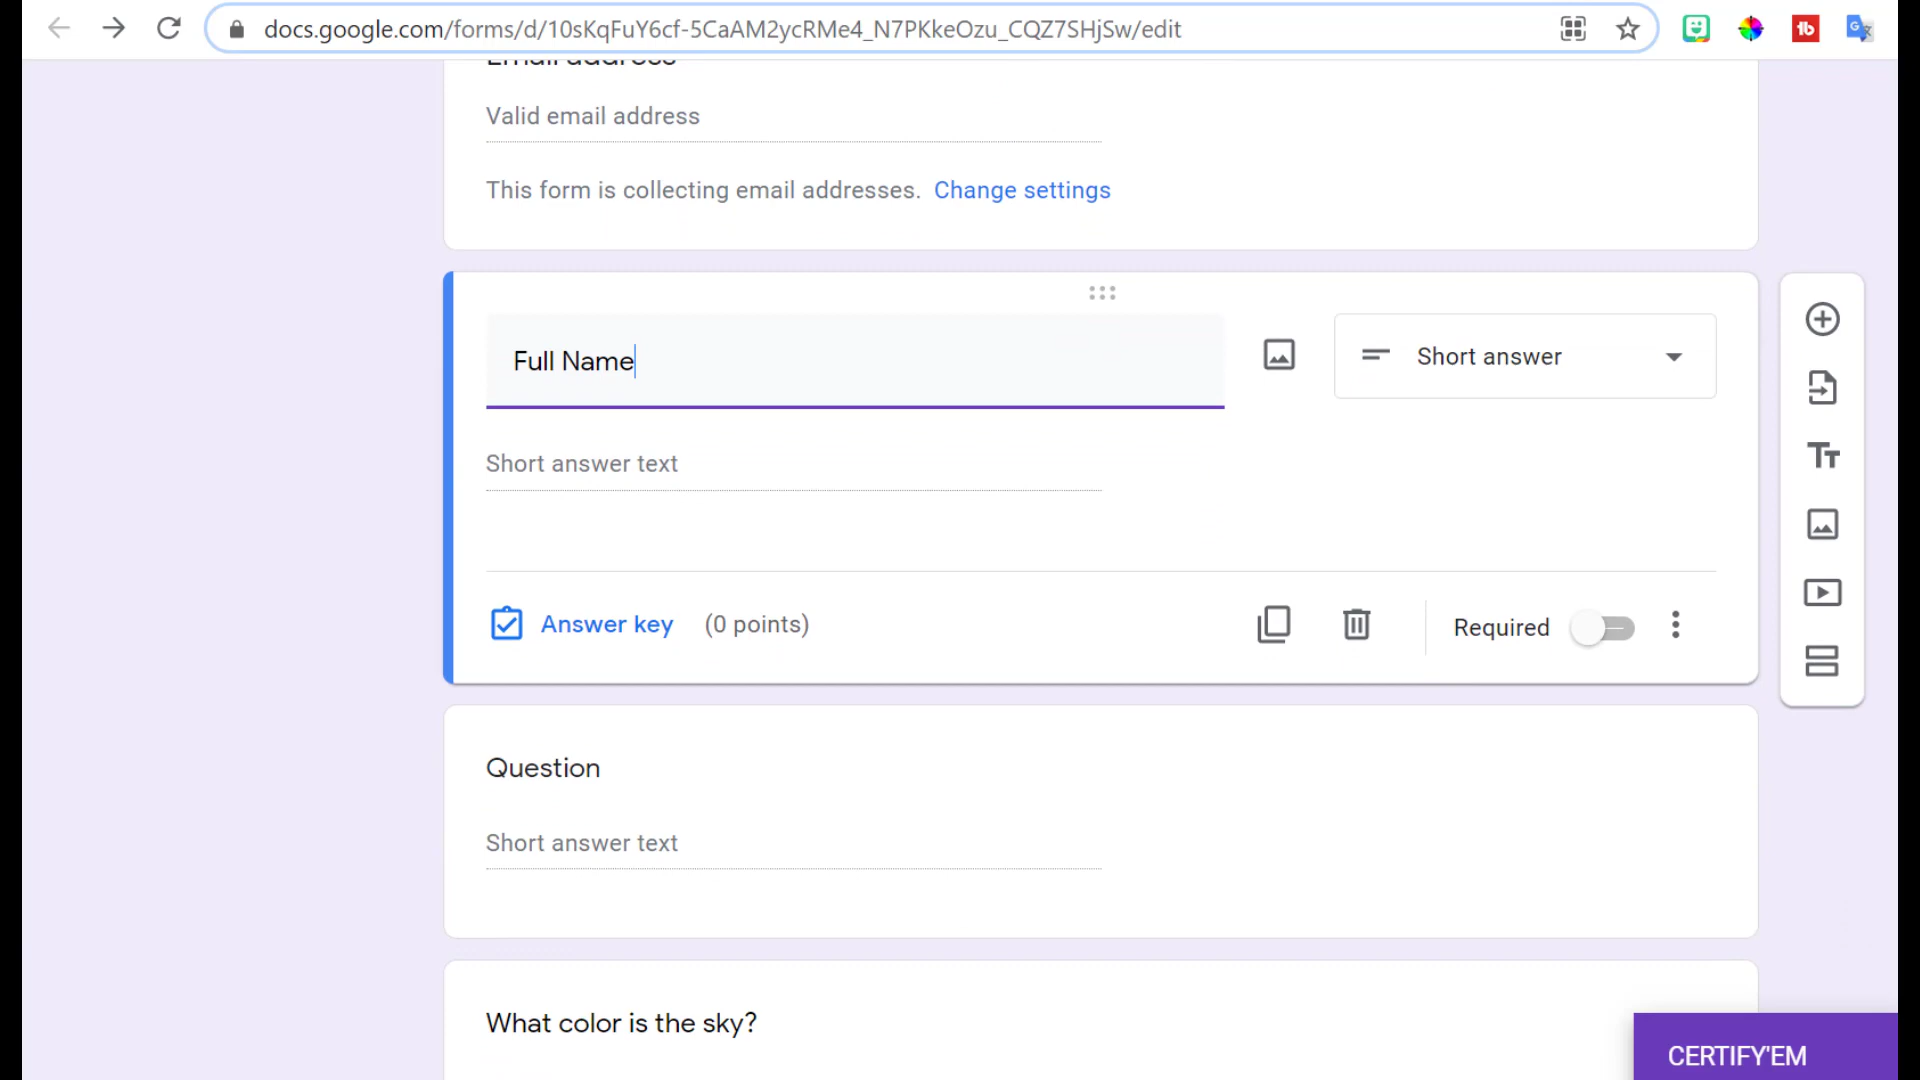 docs.google.com/forms/d/10sKqFuY6cf-5CaAM2ycRMe4_N7PKkeOzu_CQZ7SHjSw/edit
Email address
Valid email address
This form is collecting email addresses. Change settings
Full Name
Short answer
Short answer text
Answer key (0 points)
Required
Question
Short answer text
What color is the sky?
CERTIFY'EM